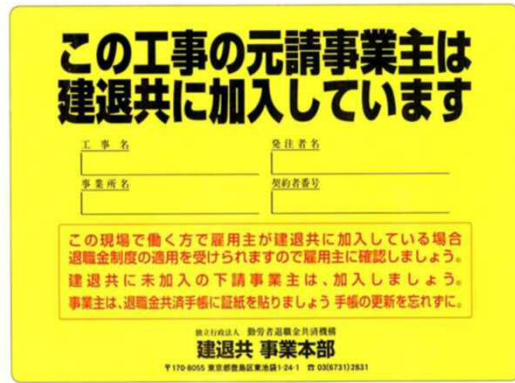 この工事の元請事業主は
建退共に加入しています
工事名
発注者名
事業所名
契約者番号
この現場で働く方で雇用主が建退共に加入している場合
退職金制度の適用を受けられますので雇用主に確認しましょう。
建退共に未加入の下請事業主は、加入しましょう。
事業主は、退職金共済手帳に証紙を貼りましょう 手帳の更新を忘れずに。
独立行政法人 勤労者退職金共済機構
建退共 事業本部
〒170-8055 東京都豊島区東池袋1-24-1 ☎ 03(6731)2831